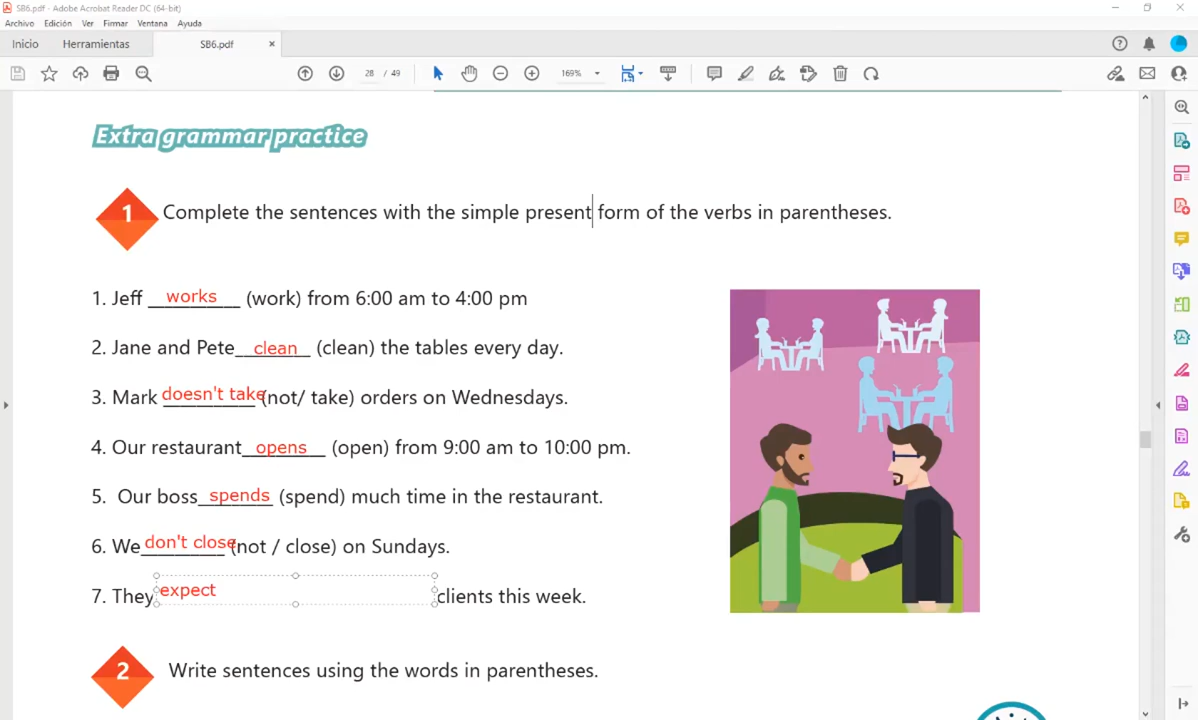 SB6.pdf - Adobe Acrobat Reader DC (64-bit)
Archivo Edición Ver Firmar Ventana Ayuda
Inicio Herramientas SB6.pdf ×
28 / 49 169%
Extra grammar practice
1 Complete the sentences with the simple present form of the verbs in parentheses.
1. Jeff works (work) from 6:00 am to 4:00 pm
2. Jane and Pete clean (clean) the tables every day.
3. Mark doesn't take (not/ take) orders on Wednesdays.
4. Our restaurant opens (open) from 9:00 am to 10:00 pm.
5. Our boss spends (spend) much time in the restaurant.
6. We don't close (not / close) on Sundays.
7. They expect clients this week.
2 Write sentences using the words in parentheses.